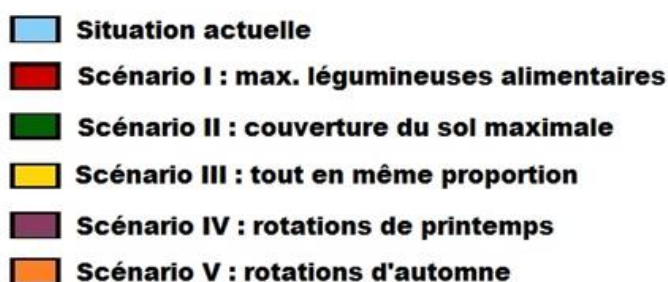 Situation actuelle
Scénario I : max. légumineuses alimentaires
Scénario II : couverture du sol maximale
Scénario III : tout en même proportion
Scénario IV : rotations de printemps
Scénario V : rotations d'automne